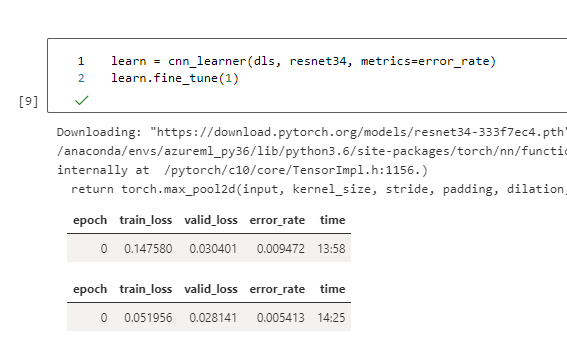 1 learn = cnn_learner(dls, resnet34, metrics=error_rate)
2 learn.fine_tune(1)
[9]
Downloading: "https://download.pytorch.org/models/resnet34-333f7ec4.pth"
/anaconda/envs/azureml_py36/lib/python3.6/site-packages/torch/nn/functio
internally at /pytorch/c10/core/TensorImpl.h:1156.)
return torch.max_pool2d(input, kernel_size, stride, padding, dilation,
epoch train_loss valid_loss error_rate time
0 0.147580 0.030401 0.009472 13:58
epoch train_loss valid_loss error_rate time
0 0.051956 0.028141 0.005413 14:25